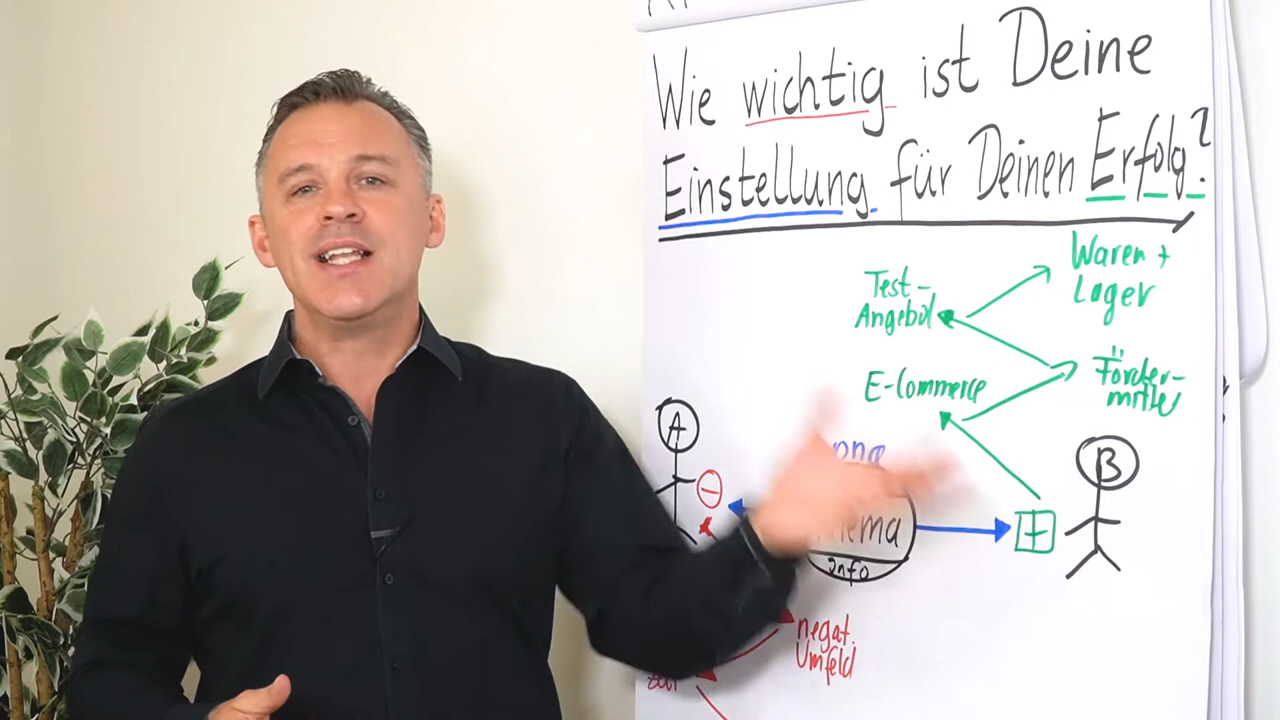 Wie wichtig ist Deine
Einstellung für Deinen Erfolg?
Waren +
Lager
Test-
Angebot
E-Commerce
Förder-
mittel
A
B
Info
negat.
Umfeld